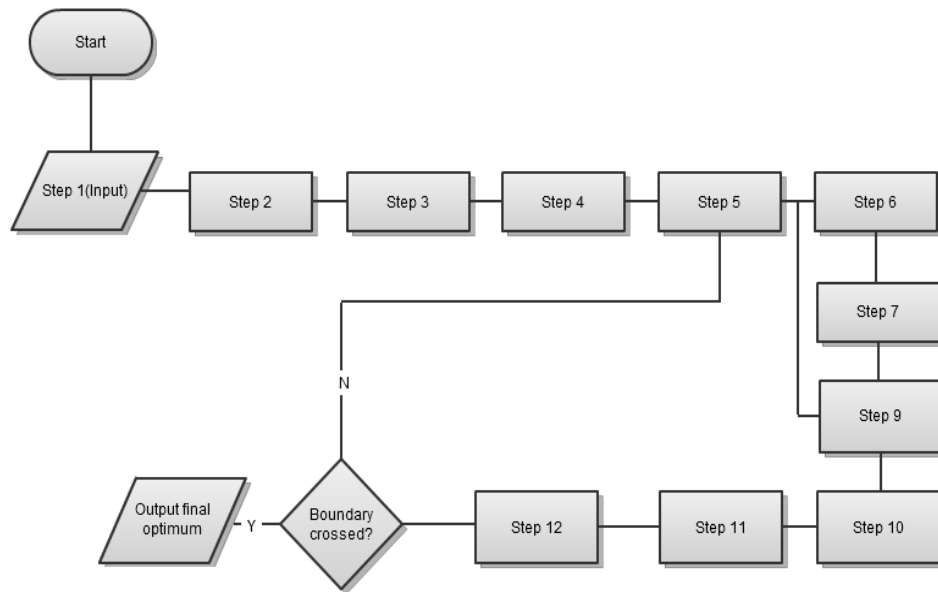 Start
Step 1(Input)
Step 2
Step 3
Step 4
Step 5
Step 6
Step 7
N
Step 9
Output final
optimum
Y
Boundary
crossed?
Step 12
Step 11
Step 10